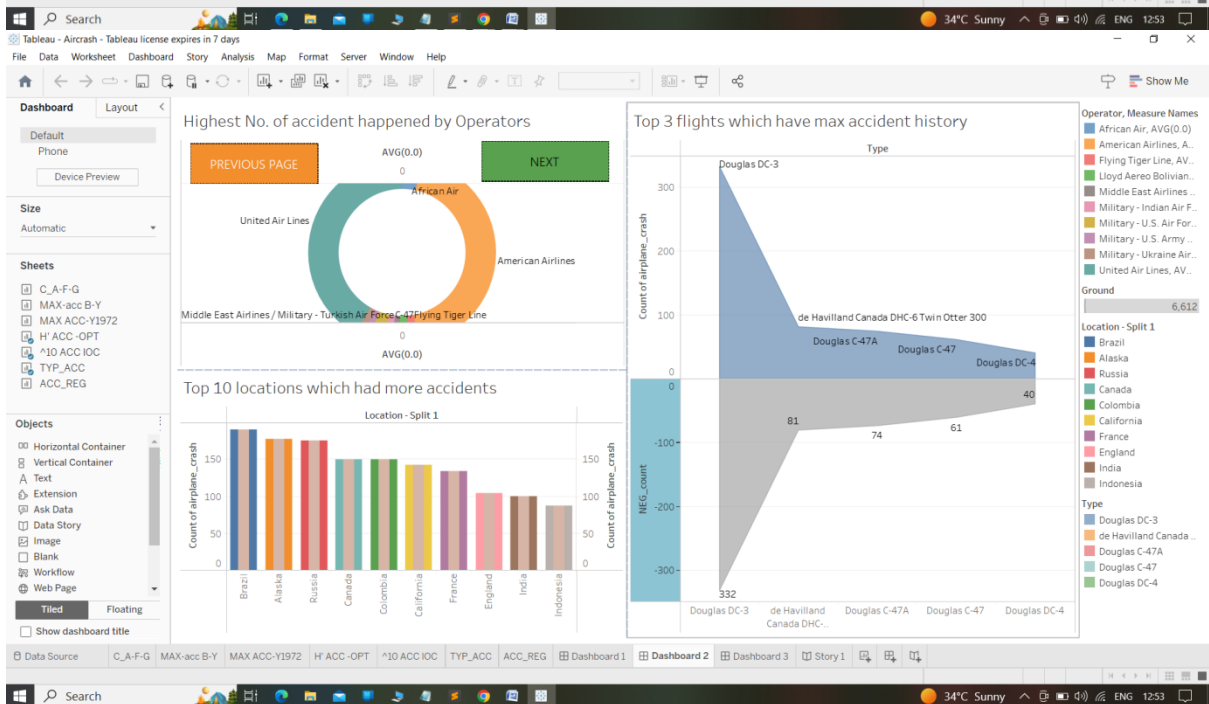 Search
34°C Sunny
ENG
12:53
Tableau - Aircrash - Tableau license expires in 7 days
File Data Worksheet Dashboard Story Analysis Map Format Server Window Help
Show Me
Dashboard Layout
Default
Phone
Device Preview
Size
Automatic
Sheets
C_A-F-G
MAX-acc B-Y
MAX ACC-Y1972
H' ACC -OPT
^10 ACC IOC
TYP_ACC
ACC_REG
Objects
Horizontal Container
Vertical Container
Text
Extension
Ask Data
Data Story
Image
Blank
Workflow
Web Page
Tiled Floating
Show dashboard title
Highest No. of accident happened by Operators
PREVIOUS PAGE
AVG(0.0)
0
NEXT
African Air
United Air Lines
American Airlines
Middle East Airlines / Military - Turkish Air Force C-47 Flying Tiger Line
0
AVG(0.0)
Top 10 locations which had more accidents
Location - Split 1
Count of airplane_crash
150
100
50
0
150
100
50
0
Count of airplane_crash
Brazil
Alaska
Russia
Canada
Colombia
California
France
England
India
Indonesia
Top 3 flights which have max accident history
Type
Douglas DC-3
300
200
100
0
Count of airplane_crash
de Havilland Canada DHC-6 Twin Otter 300
Douglas C-47A
Douglas C-47
Douglas DC-4
0
-100
-200
-300
NEG_count
332
81
74
61
40
Douglas DC-3
de Havilland
Canada DHC-..
Douglas C-47A
Douglas C-47
Douglas DC-4
Operator, Measure Names
African Air, AVG(0.0)
American Airlines, A..
Flying Tiger Line, AV..
Lloyd Aereo Bolivian..
Middle East Airlines ..
Military - Indian Air F..
Military - U.S. Air For..
Military - U.S. Army ..
Military - Ukraine Air..
United Air Lines, AV..
Ground
6,612
Location - Split 1
Brazil
Alaska
Russia
Canada
Colombia
California
France
England
India
Indonesia
Type
Douglas DC-3
de Havilland Canada ..
Douglas C-47A
Douglas C-47
Douglas DC-4
Data Source C_A-F-G MAX-acc B-Y MAX ACC-Y1972 H' ACC -OPT ^10 ACC IOC TYP_ACC ACC_REG Dashboard 1 Dashboard 2 Dashboard 3 Story 1
Search
34°C Sunny
ENG
12:53